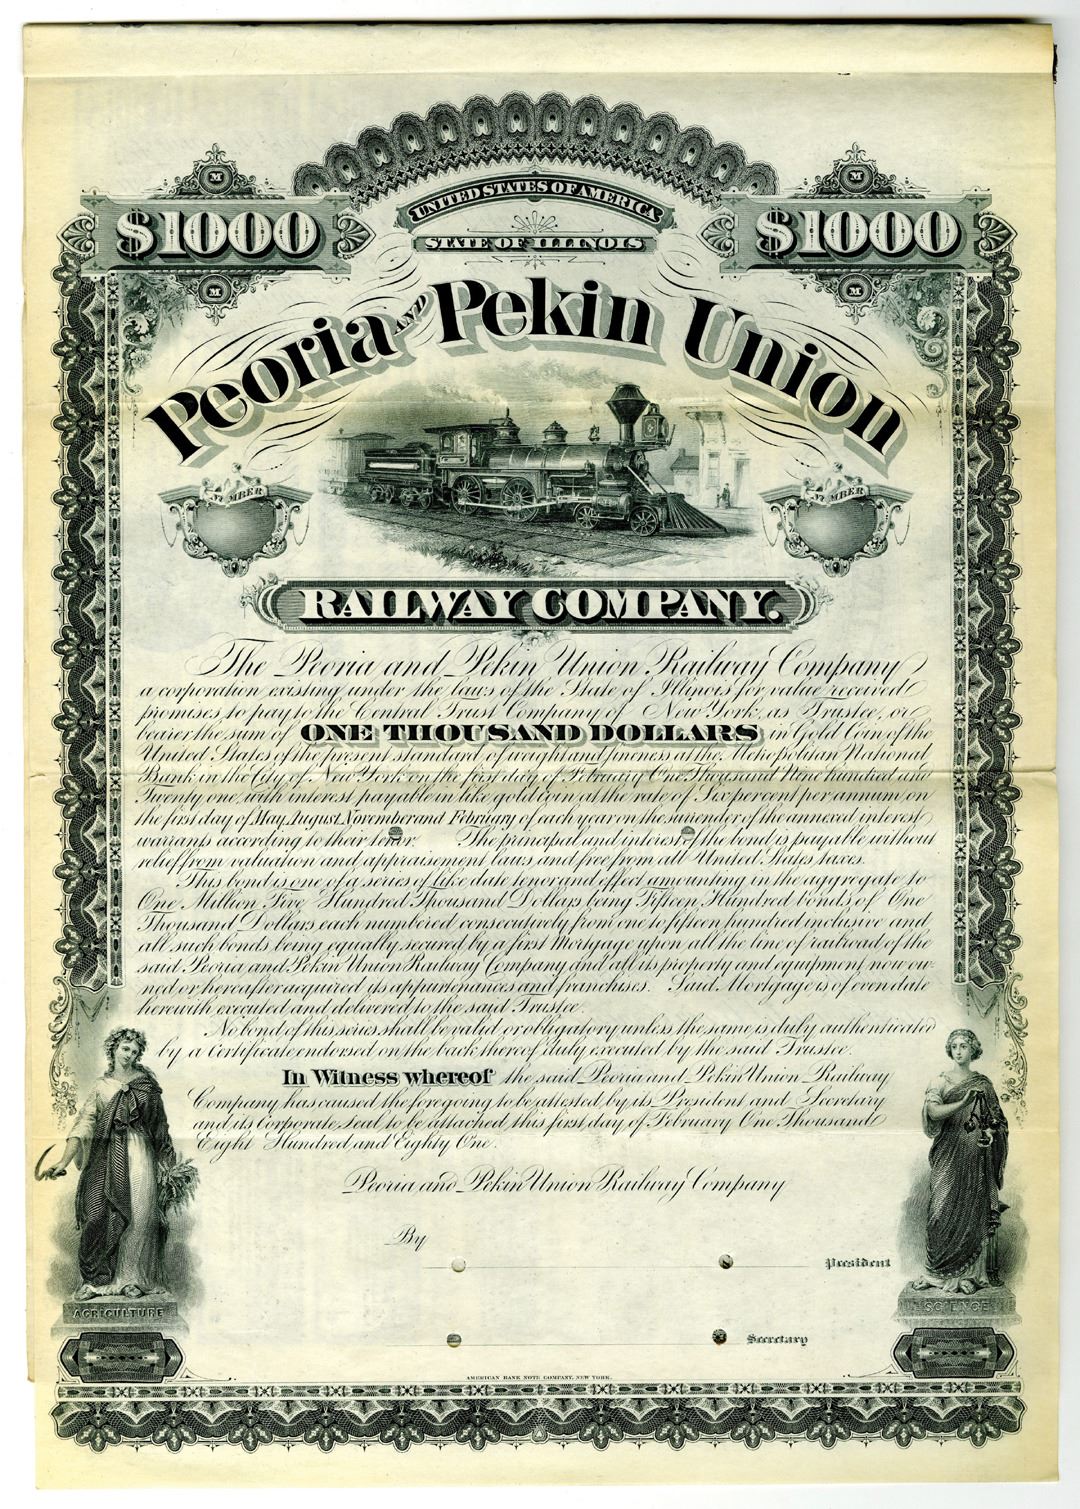 UNITED STATES OF AMERICA
STATE OF ILLINOIS
$1000 $1000
M M
M M
Peoria AND Pekin Union
NUMBER NUMBER
RAILWAY COMPANY.
The Peoria and Pekin Union Railway Company
a corporation existing under the laws of the State of Illinois for value received
promises to pay to the Central Trust Company of New York, as Trustee, or
bearer the sum of ONE THOUSAND DOLLARS in Gold Coin of the
United States of the present standard of weight and fineness at the Metropolitan National
Bank in the City of New York on the first day of February One Thousand Nine hundred and
Twenty one, with interest payable in like gold coin at the rate of Six per cent per annum, on
the first day of May, August, November and February of each year on the surrender of the annexed interest
warrants according to their tenor. The principal and interest of the bond is payable without
relief from valuation and appraisement laws, and free from all United States taxes.
This bond is one of a series of like date tenor and effect amounting in the aggregate to
One Million Five Hundred Thousand Dollars being Fifteen Hundred bonds of One
Thousand Dollars each numbered consecutively from one to fifteen hundred inclusive and
all such bonds being equally secured by a first Mortgage upon all the line of railroad of the
said Peoria and Pekin Union Railway Company and all its property and equipment now ow-
ned or hereafter acquired its appurtenances and franchises. Said Mortgage is of even date
herewith executed and delivered to the said Trustee.
No bond of this series shall be valid or obligatory unless the same is duly authenticated
by a Certificate endorsed on the back thereof duly executed by the said Trustee.
In Witness whereof the said Peoria and Pekin Union Railway
Company has caused the foregoing to be attested by its President and Secretary
and its Corporate Seal to be attached this first day of February One Thousand
Eight Hundred and Eighty One.
Peoria and Pekin Union Railway Company
By
President
AGRICULTURE SCIENCE
Secretary
AMERICAN BANK NOTE COMPANY, NEW YORK.